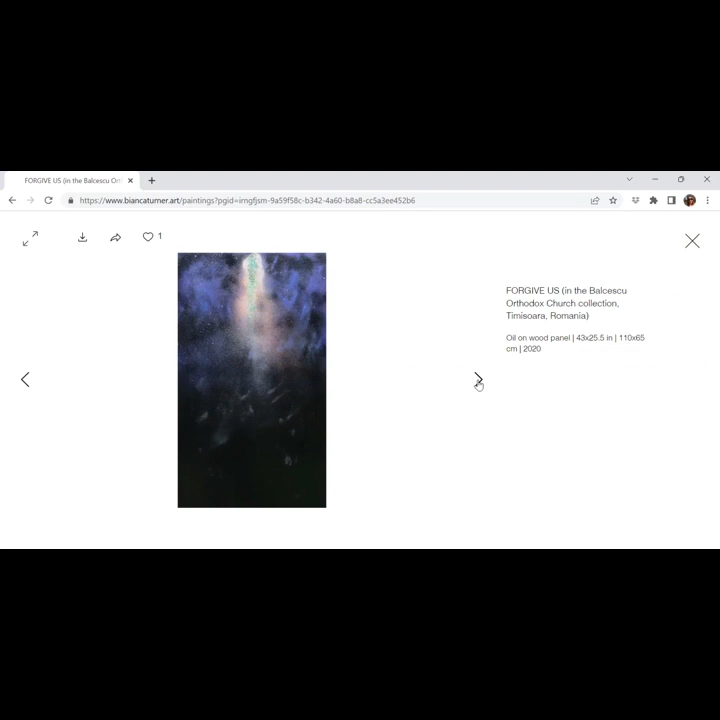 FORGIVE US (in the Balcescu Ort
https://www.biancaturner.art/paintings?pgid=imgfjsm-9a59f58c-b342-4a60-b8a8-cc5a3ee452b6
1
FORGIVE US (in the Balcescu
Orthodox Church collection,
Timisoara, Romania)
Oil on wood panel | 43x25.5 in | 110x65
cm | 2020